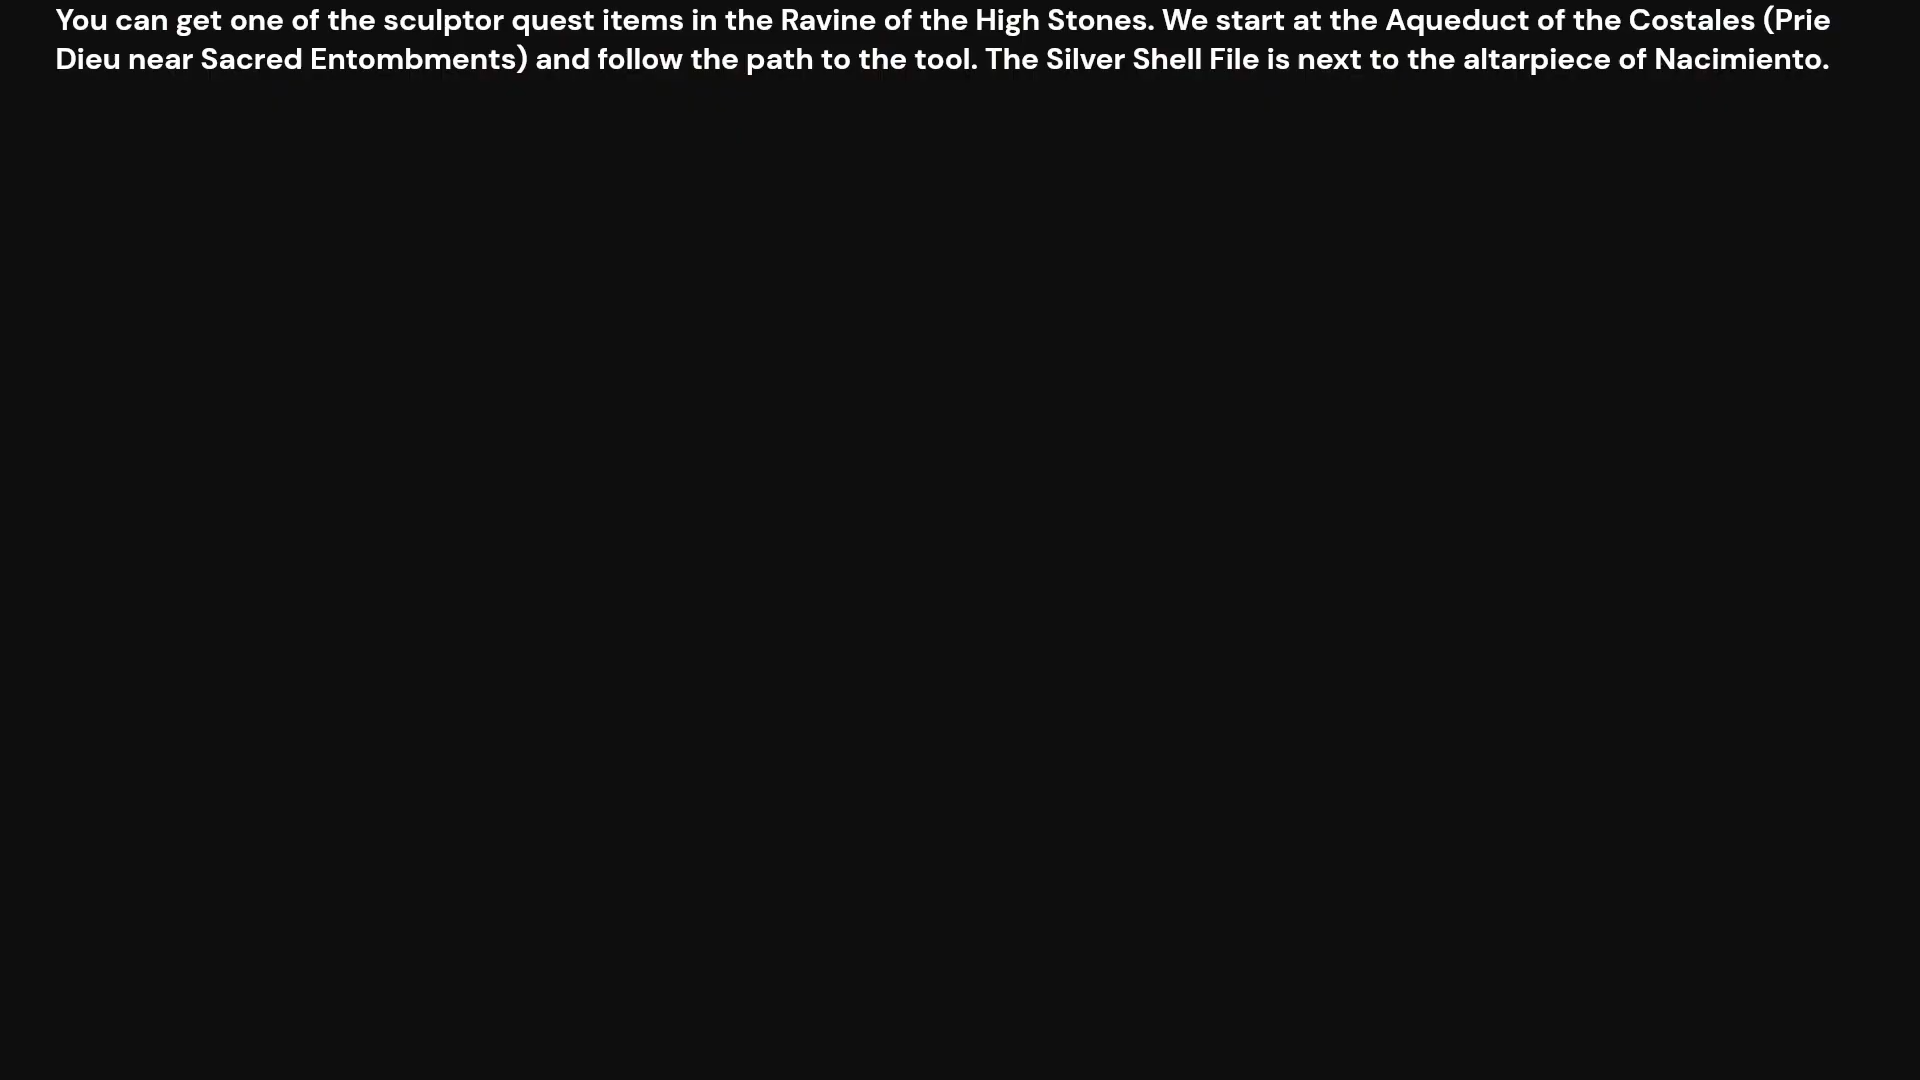 You can get one of the sculptor quest items in the Ravine of the High Stones. We start at the Aqueduct of the Costales (Prie
Dieu near Sacred Entombments) and follow the path to the tool. The Silver Shell File is next to the altarpiece of Nacimiento.